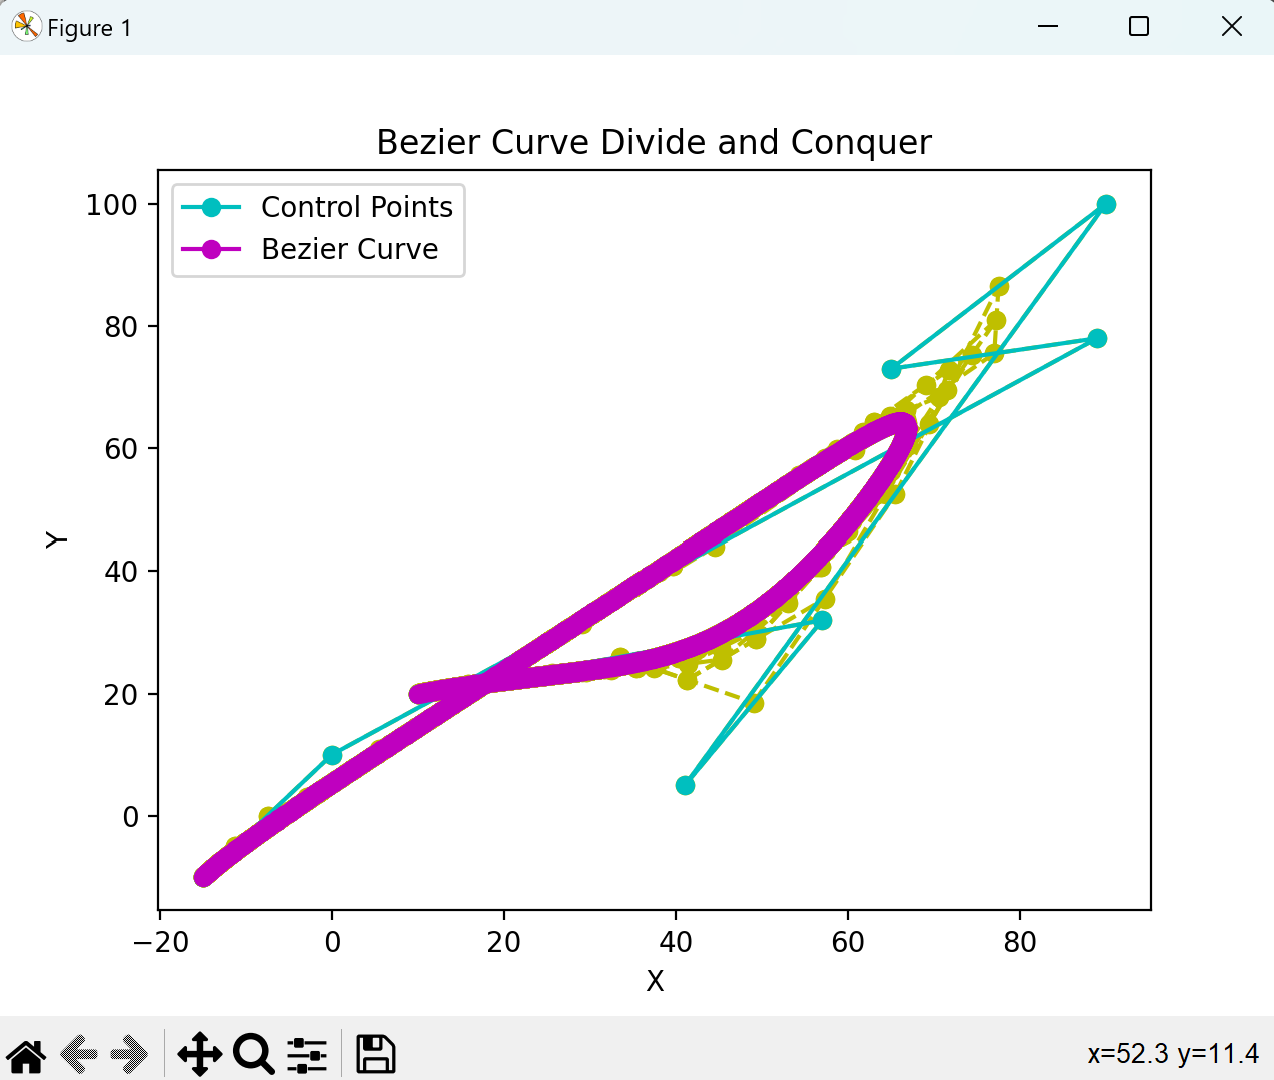 Figure 1
Bezier Curve Divide and Conquer
Control Points
Bezier Curve
100
80
60
40
20
0
Y
−20 0 20 40 60 80
X
x=52.3 y=11.4